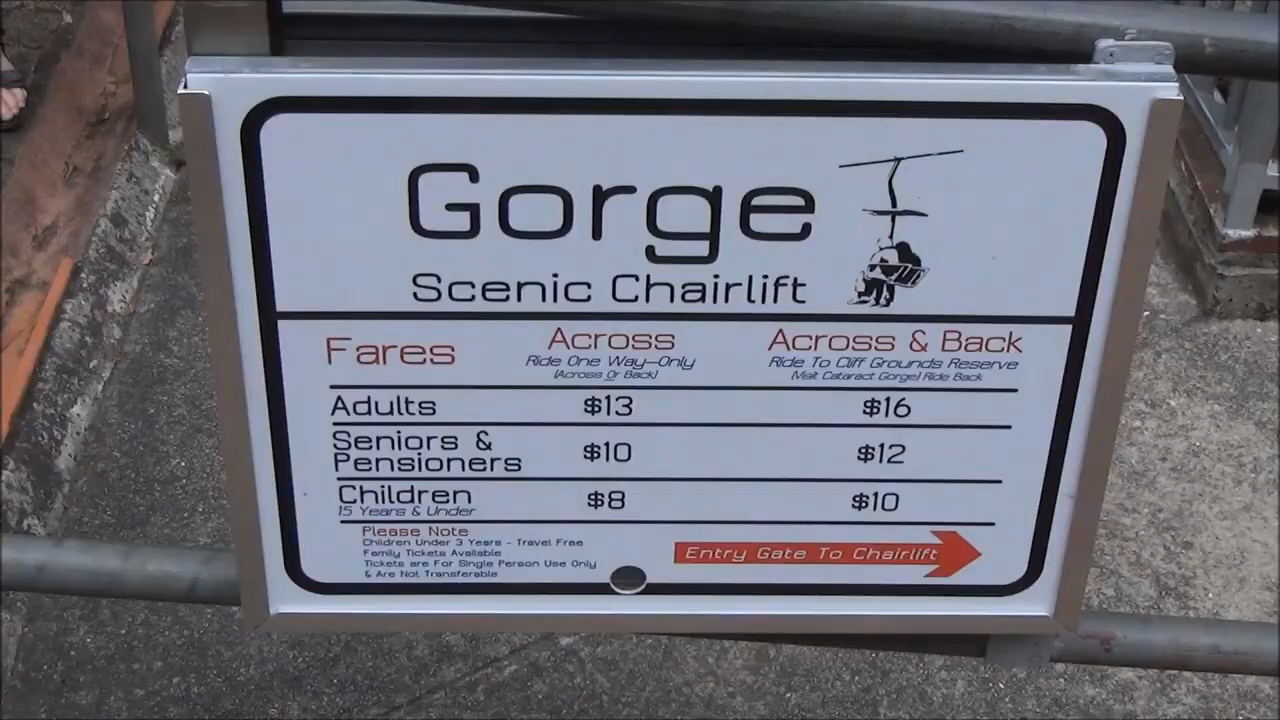 Gorge
Scenic Chairlift
Fares
Across
Ride One Way-Only
(Across Or Back)
Across & Back
Ride To Cliff Grounds Reserve
(Visit Cataract Gorge) Ride Back
Adults $13 $16
Seniors &
Pensioners $10 $12
Children $8 $10
15 Years & Under
Please Note
Children Under 3 Years - Travel Free
Family Tickets Available
Tickets are For Single Person Use Only
& Are Not Transferable
Entry Gate To Chairlift